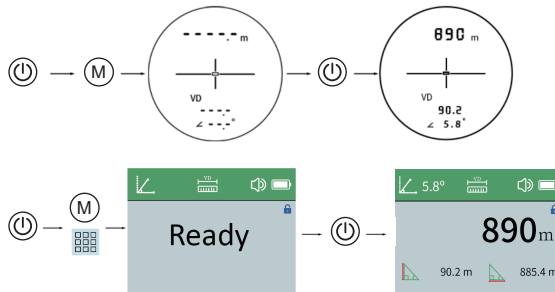 M
-----.- m
VD
----.-
∠ ---.-°
890 m
VD
90.2
∠ 5.8°
M
VD
Ready
5.8°
VD
890m
90.2 m
885.4 m